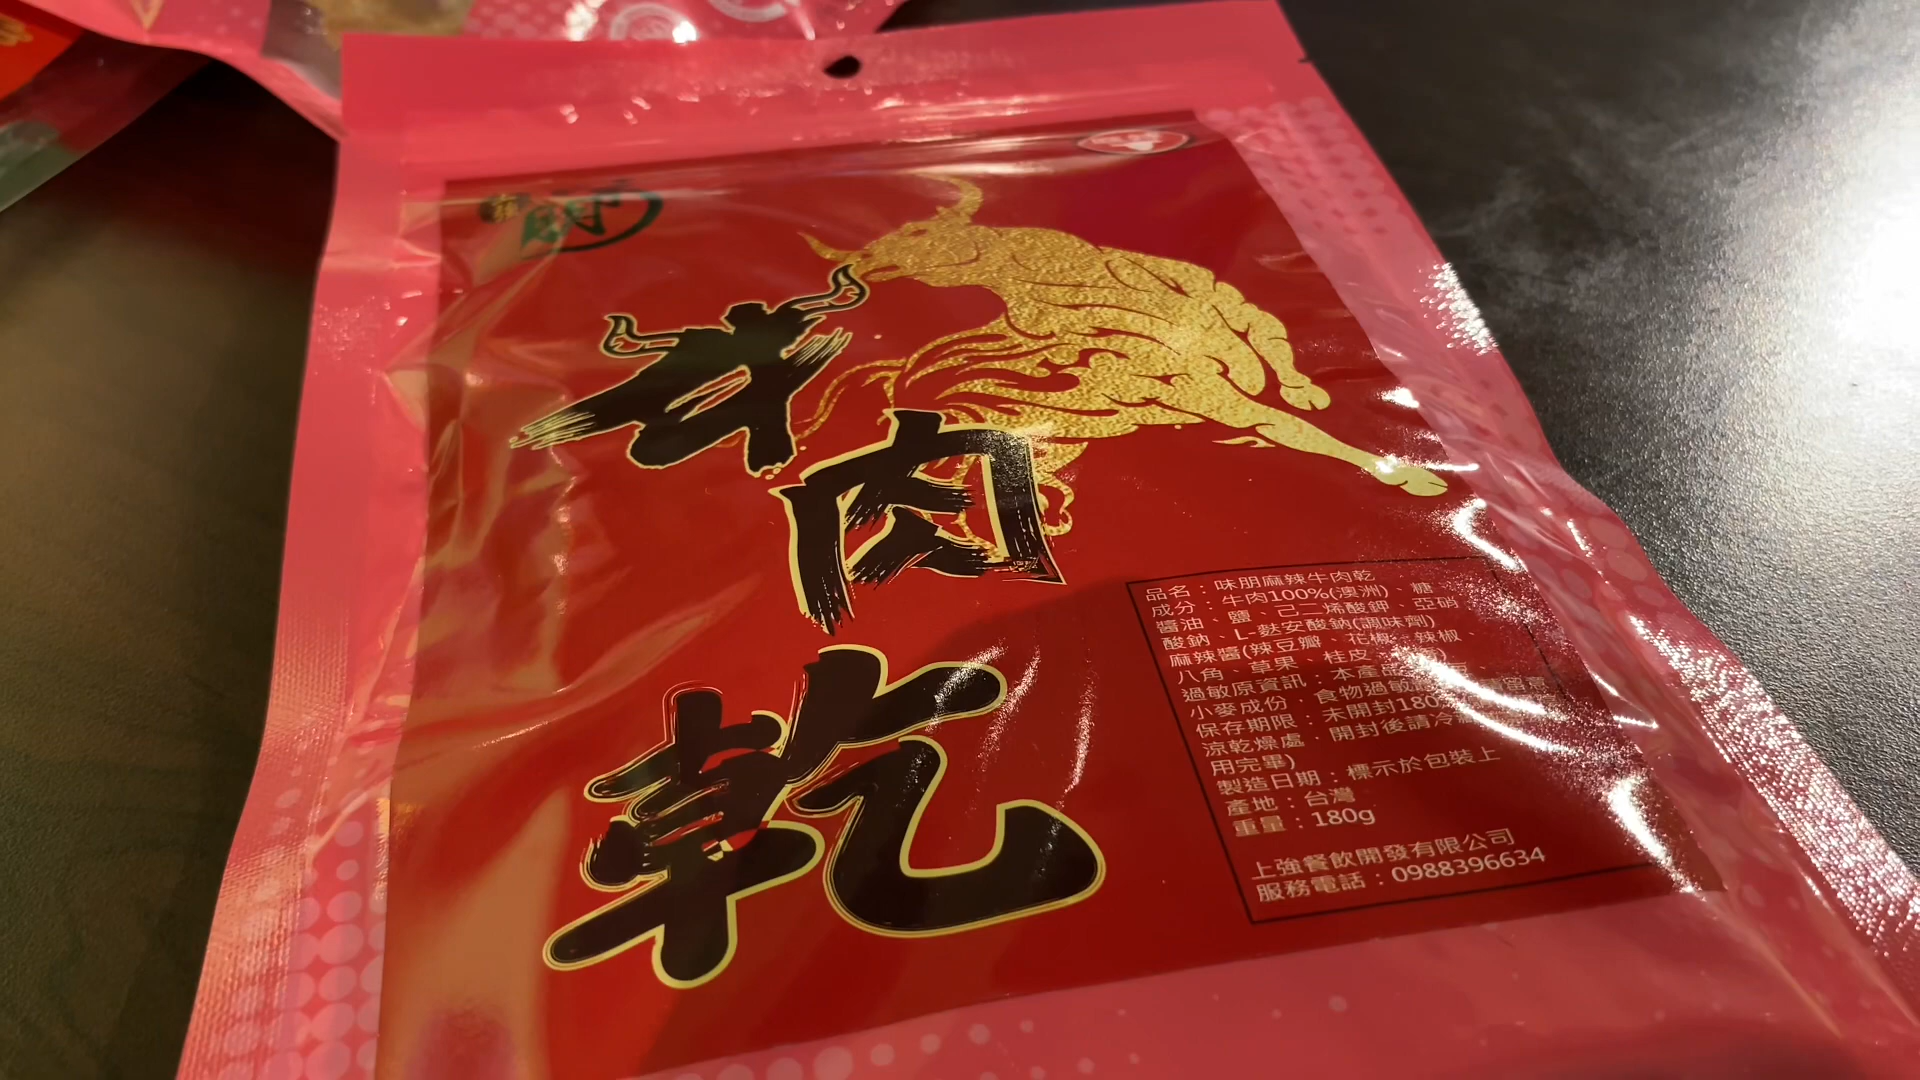 牛肉乾
品名：味朋麻辣牛肉乾
成分：牛肉100%(澳洲)、糖、
醬油、鹽、己二烯酸鉀、亞硝
酸鈉、L-麩安酸鈉(調味劑)
麻辣醬(辣豆瓣、花椒、辣椒、
八角、草果、桂皮、
過敏原資訊：本產品
小麥成份、食物過敏
保存期限：未開封180
涼乾燥處、開封後請冷
用完畢)
製造日期：標示於包裝上
產地：台灣
重量：180g
上強餐飲開發有限公司
服務電話：0988396634